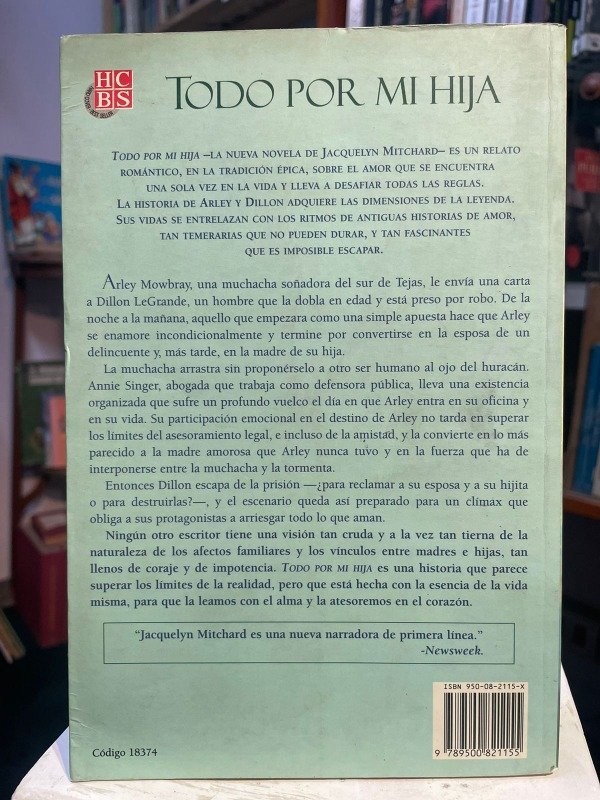 HC
BS
HARD COVER BEST SELLER
TODO POR MI HIJA
TODO POR MI HIJA –LA NUEVA NOVELA DE JACQUELYN MITCHARD– ES UN RELATO
ROMÁNTICO, EN LA TRADICIÓN ÉPICA, SOBRE EL AMOR QUE SE ENCUENTRA
UNA SOLA VEZ EN LA VIDA Y LLEVA A DESAFIAR TODAS LAS REGLAS.
LA HISTORIA DE ARLEY Y DILLON ADQUIERE LAS DIMENSIONES DE LA LEYENDA.
SUS VIDAS SE ENTRELAZAN CON LOS RITMOS DE ANTIGUAS HISTORIAS DE AMOR,
TAN TEMERARIAS QUE NO PUEDEN DURAR, Y TAN FASCINANTES
QUE ES IMPOSIBLE ESCAPAR.
Arley Mowbray, una muchacha soñadora del sur de Tejas, le envía una carta
a Dillon LeGrande, un hombre que la dobla en edad y está preso por robo. De la
noche a la mañana, aquello que empezara como una simple apuesta hace que Arley
se enamore incondicionalmente y termine por convertirse en la esposa de un
delincuente y, más tarde, en la madre de su hija.
La muchacha arrastra sin proponérselo a otro ser humano al ojo del huracán.
Annie Singer, abogada que trabaja como defensora pública, lleva una existencia
organizada que sufre un profundo vuelco el día en que Arley entra en su oficina y
en su vida. Su participación emocional en el destino de Arley no tarda en superar
los límites del asesoramiento legal, e incluso de la amistad, y la convierte en lo más
parecido a la madre amorosa que Arley nunca tuvo y en la fuerza que ha de
interponerse entre la muchacha y la tormenta.
Entonces Dillon escapa de la prisión —¿para reclamar a su esposa y a su hijita
o para destruirlas?—, y el escenario queda así preparado para un clímax que
obliga a sus protagonistas a arriesgar todo lo que aman.
Ningún otro escritor tiene una visión tan cruda y a la vez tan tierna de la
naturaleza de los afectos familiares y los vínculos entre madres e hijas, tan
llenos de coraje y de impotencia. TODO POR MI HIJA es una historia que parece
superar los límites de la realidad, pero que está hecha con la esencia de la vida
misma, para que la leamos con el alma y la atesoremos en el corazón.
“Jacquelyn Mitchard es una nueva narradora de primera línea.”
-Newsweek.
ISBN 950-08-2115-X
9 789500 821155
Código 18374